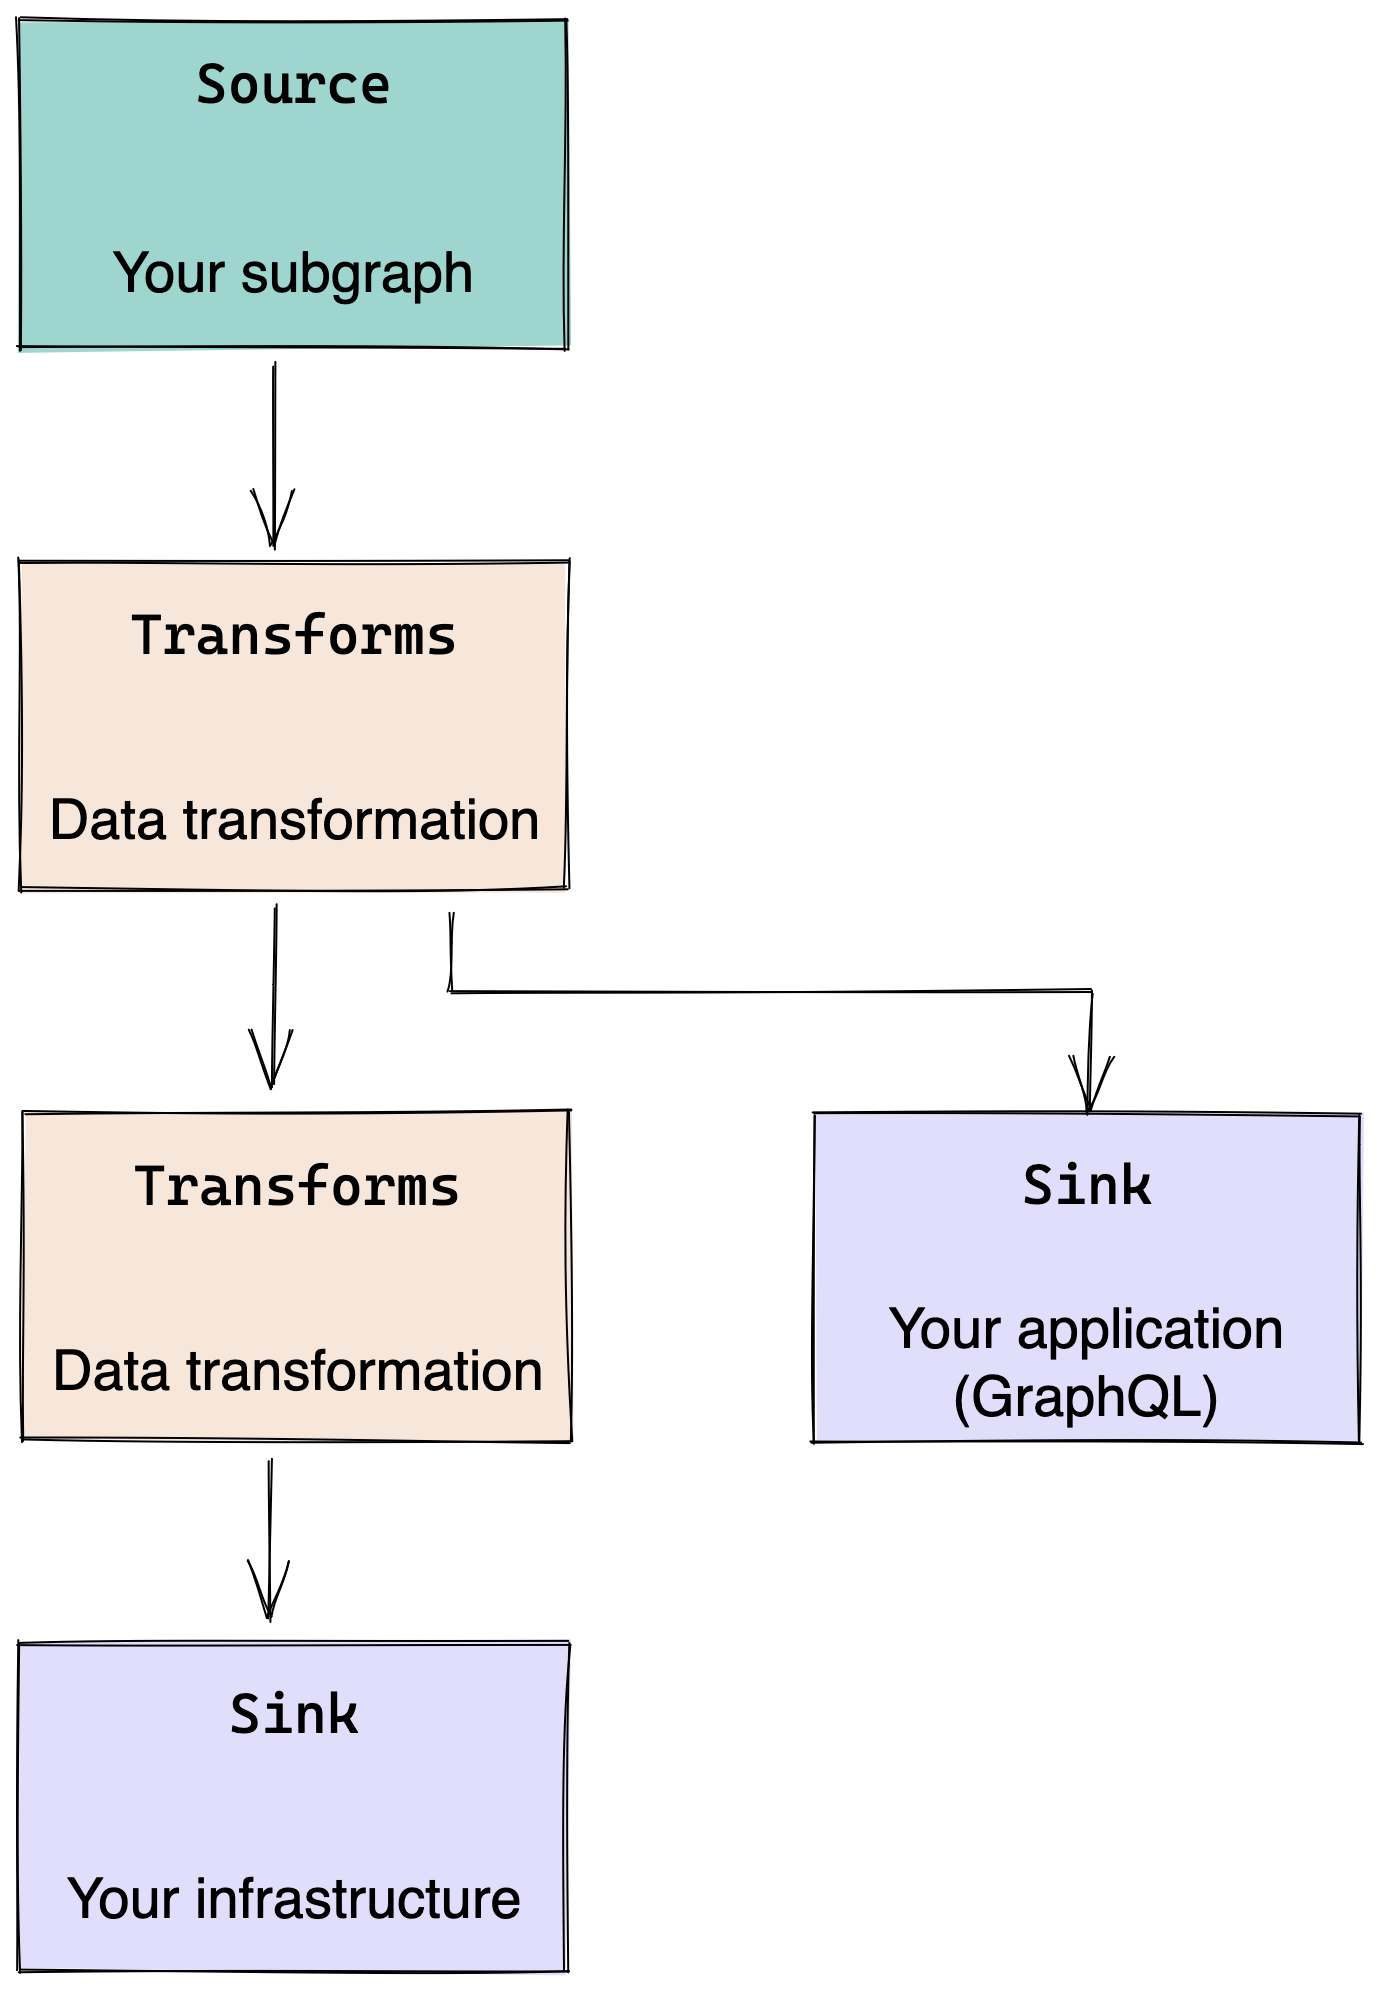 Source
Your subgraph
Transforms
Data transformation
Transforms
Data transformation
Sink
Your application
(GraphQL)
Sink
Your infrastructure